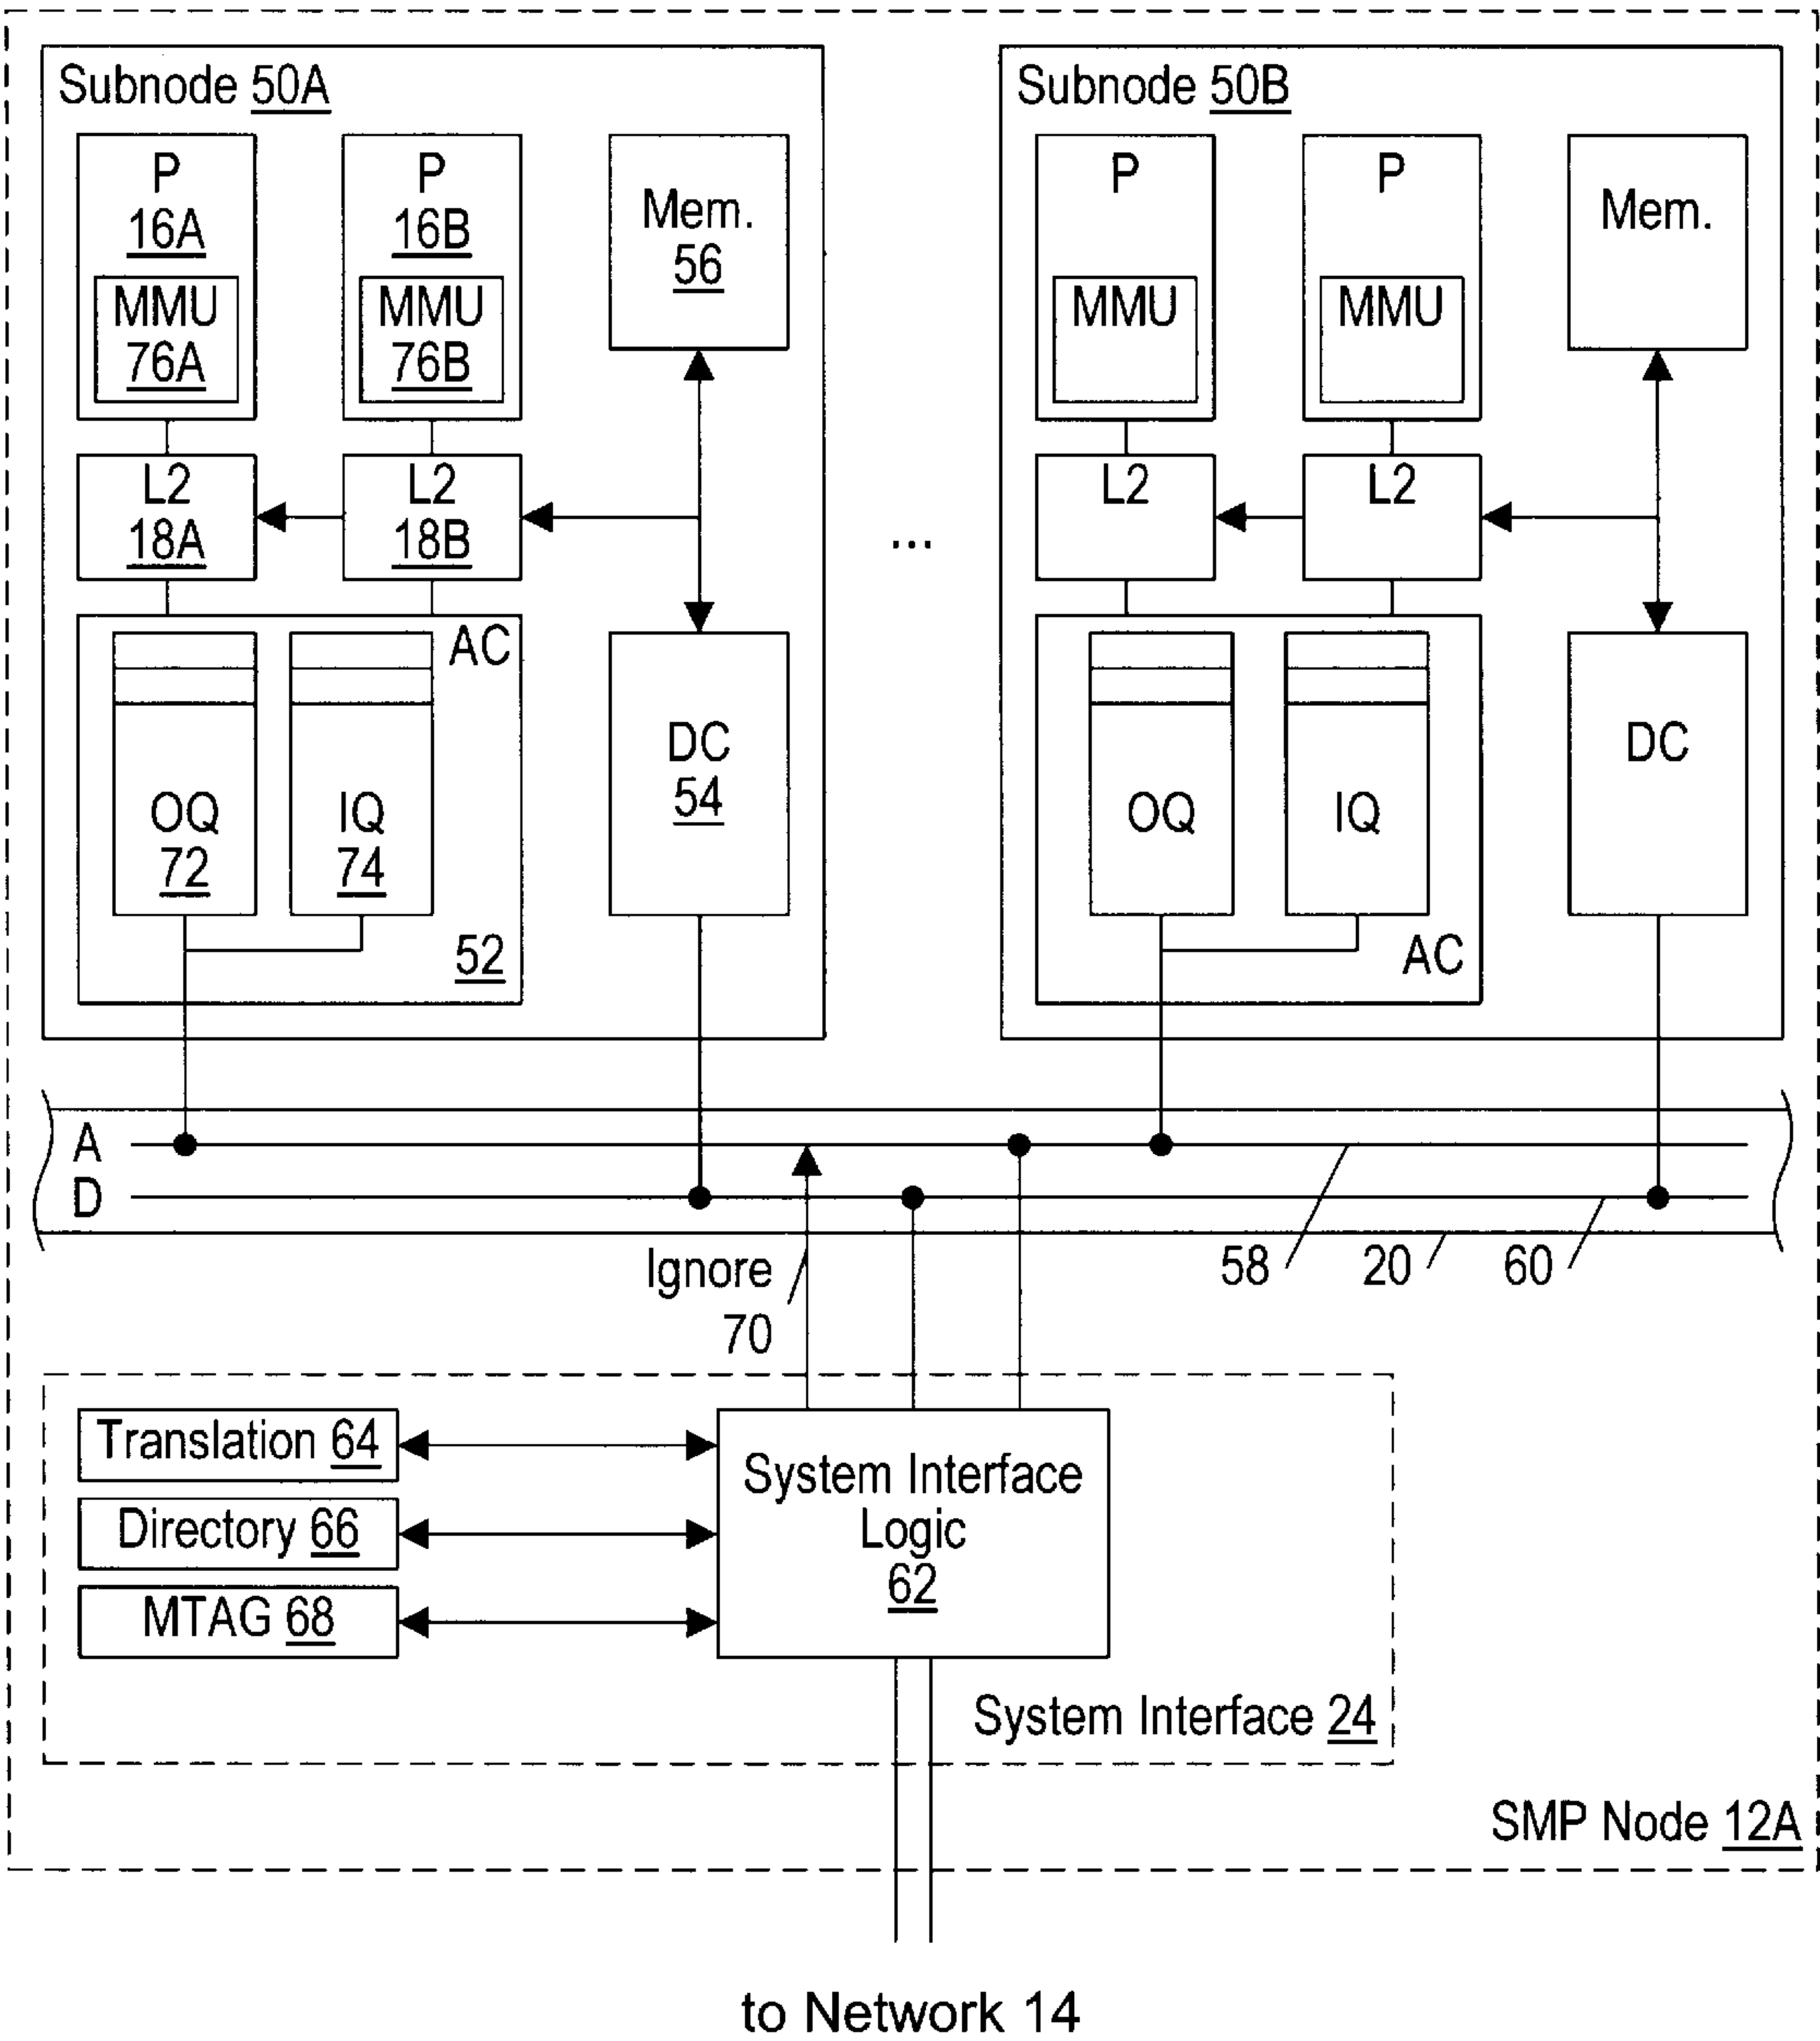 Subnode 50A
P
16A
MMU
76A
P
16B
MMU
76B
Mem.
56
L2
18A
L2
18B
AC
OQ
72
IQ
74
52
DC
54
...
Subnode 50B
P
MMU
P
MMU
Mem.
L2
L2
OQ
IQ
AC
DC
A
D
Ignore
70
58
20
60
Translation 64
Directory 66
MTAG 68
System Interface
Logic
62
System Interface 24
SMP Node 12A
to Network 14